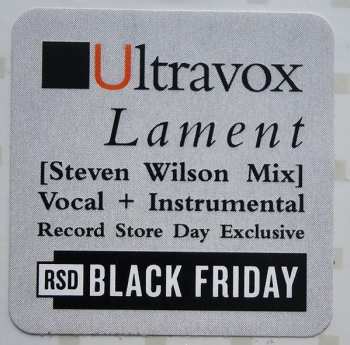 Ultravox
Lament
[Steven Wilson Mix]
Vocal + Instrumental
Record Store Day Exclusive
RSD BLACK FRIDAY